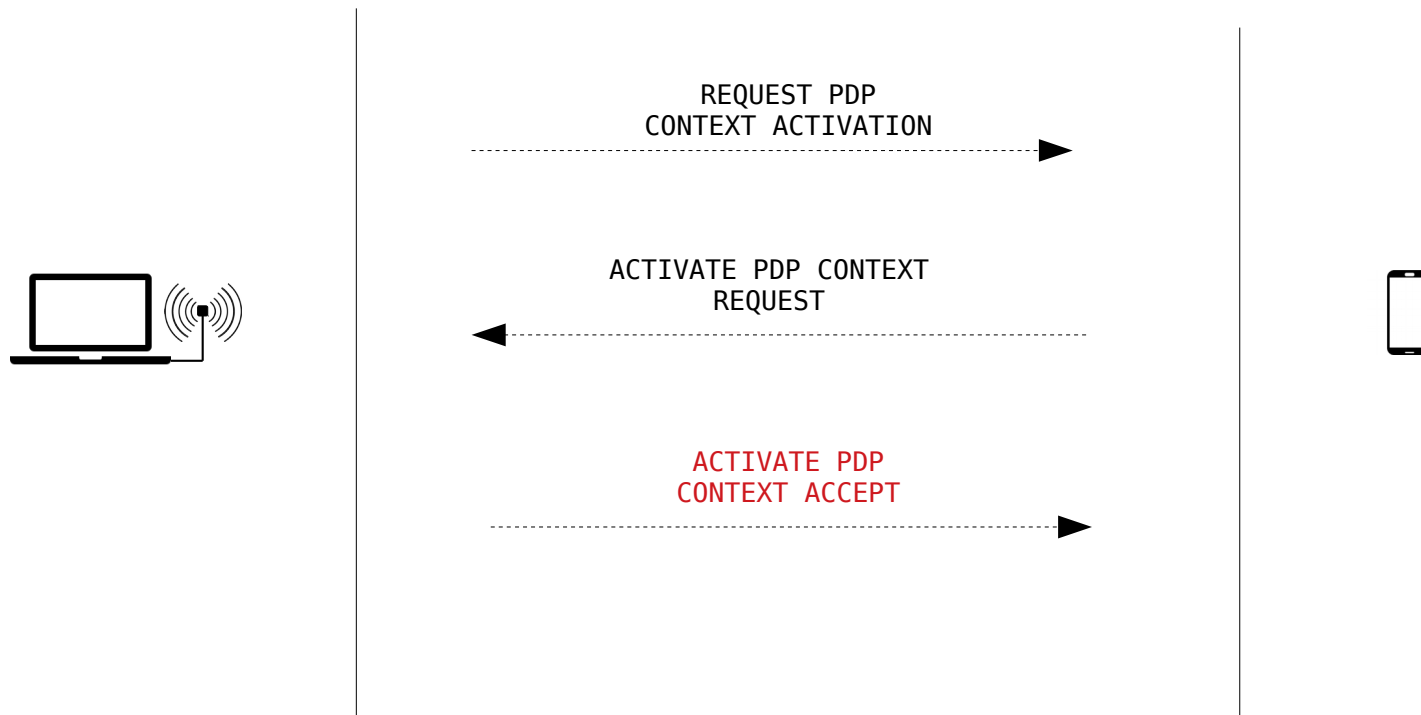 REQUEST PDP
CONTEXT ACTIVATION
ACTIVATE PDP CONTEXT
REQUEST
ACTIVATE PDP
CONTEXT ACCEPT